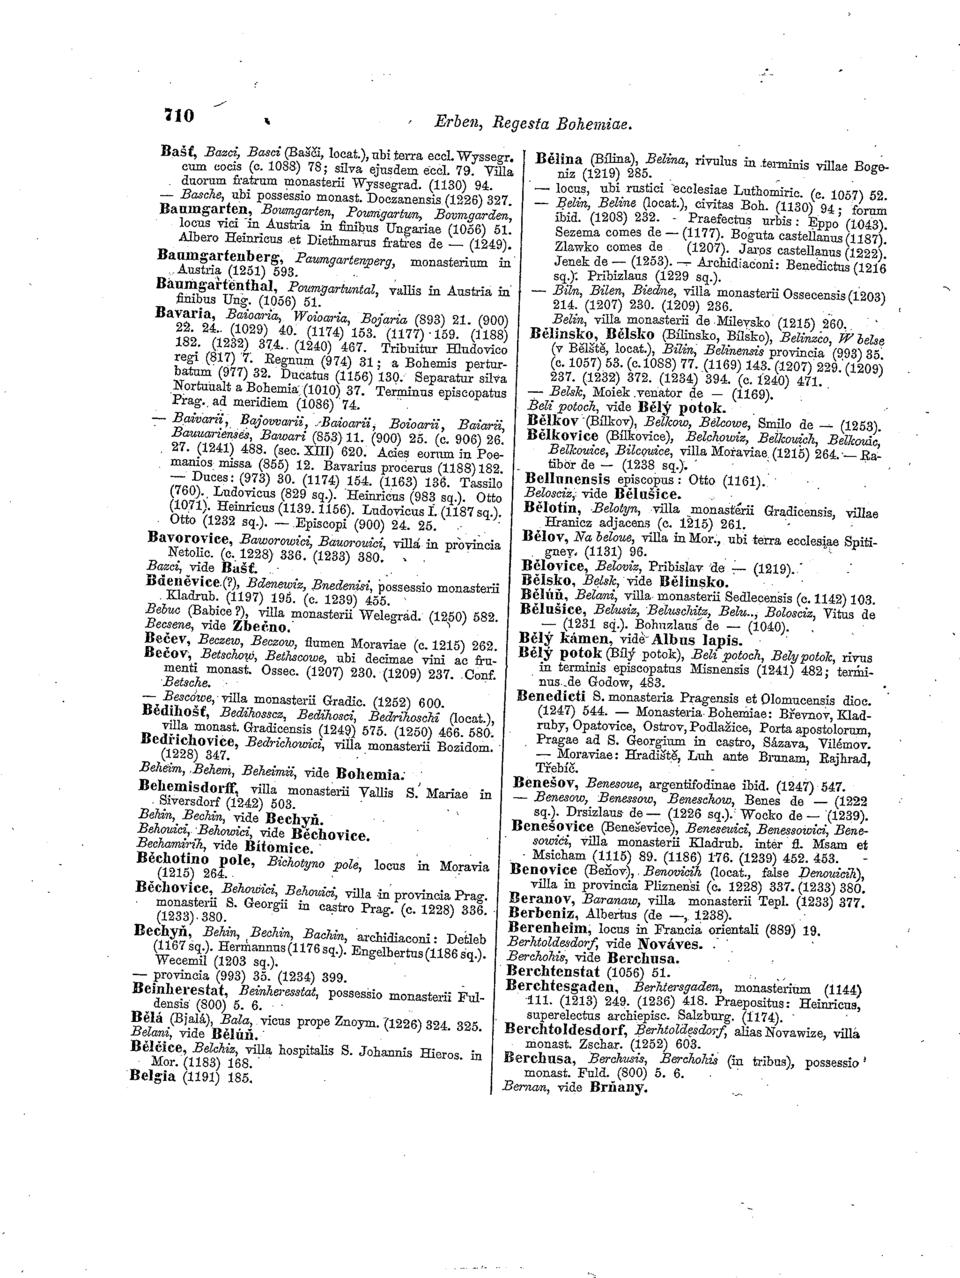 710
Erben, Regesta Bohemiae.
Bašť, Bazci, Basci (Bašči, locat.), ubi terra eccl. Wyssegr.
cum cocis (c. 1088) 78; silva ejusdem eccl. 79. Villa
duorum fratrum monasterii Wyssegrad. (1130) 94.
— Basche, ubi possessio monast. Doczanensis (1226) 327.
Baumgarten, Boumgarten, Poumgartun, Bovmgarden,
locus vici in Austria in finibus Ungariae (1056) 51.
Albero Heinricus et Diethmarus fratres de — (1249).
Baumgartenberg, Paumgartenperg, monasterium in
Austria (1251) 593.
Baumgartenthal, Poumgartuntal, vallis in Austria in
finibus Ung. (1056) 51.
Bavaria, Baioaria, Woioaria, Bojaria (893) 21. (900)
22. 24. (1029) 40. (1174) 153. (1177) 159. (1188)
182. (1232) 374. (1240) 467. Tribuitur Hludovico
regi (817) 7. Regnum (974) 31; a Bohemis pertur-
batum (977) 32. Ducatus (1156) 130. Separatur silva
Nortuualt a Bohemia (1010) 37. Terminus episcopatus
Prag. ad meridiem (1086) 74.
— Baivarii, Bajovvarii, Baioarii, Boioarii, Baiarii,
Bauuarienses, Bawari (853) 11. (900) 25. (c. 906) 26.
27. (1241) 488. (sec. XIII) 620. Acies eorum in Poe-
manios missa (855) 12. Bavarius procerus (1188) 182.
— Duces: (973) 30. (1174) 154. (1163) 136. Tassilo
(760). Ludovicus (829 sq.). Heinricus (983 sq.). Otto
(1071). Heinricus (1139. 1156). Ludovicus I. (1187 sq.).
Otto (1232 sq.). — Episcopi (900) 24. 25.
Bavorovice, Baworowici, Bauorouici, villa in provincia
Netolic. (c. 1228) 336. (1233) 380.
Bazci, vide Bašť.
Bdeněvice (?), Bdenewiz, Bnedenisi, possessio monasterii
Kladrub. (1197) 195. (c. 1239) 455.
Bebuc (Babice?), villa monasterii Welegrád. (1250) 582.
Becsene, vide Zbečno.
Bečev, Beczew, Beczow, flumen Moraviae (c. 1215) 262.
Bečov, Betschow, Bethscowe, ubi decimae vini ac fru-
menti monast. Ossec. (1207) 230. (1209) 237. Conf.
Betsche.
— Bescowe, villa monasterii Gradic. (1252) 600.
Bědihošť, Bedihosscz, Bedihosci, Bedrihoschi (locat.),
villa monast. Gradicensis (1249) 575. (1250) 466. 580.
Bedřichovice, Bedrichowici, villa monasterii Bozidom.
(1228) 347.
Beheim, Behem, Beheimii, vide Bohemia.
Behemisdorff, villa monasterii Vallis S. Mariae in
Siversdorf (1242) 503.
Behin, Bechin, vide Bechyň.
Behouici, Behowici, vide Běchovice.
Bechamirih, vide Bítomice.
Běchotino pole, Bichotyno pole, locus in Moravia
(1215) 264.
Běchovice, Behowici, Behouici, villa in provincia Prag.
monasterii S. Georgii in castro Prag. (c. 1228) 336.
(1233) 380.
Bechyň, Behin, Bechin, Bachin, archidiaconi: Detleb
(1167 sq.). Hermannus (1176 sq.). Engelbertus (1186 sq.).
Wecemil (1203 sq.).
— provincia (993) 35. (1234) 399.
Beinherestat, Beinheresstat, possessio monasterii Ful-
densis (800) 5. 6.
Bělá (Bjalá), Bala, vicus prope Znoym. (1226) 324. 325.
Belani, vide Běluň.
Bělčice, Belchiz, villa hospitalis S. Johannis Hieros. in
Mor. (1183) 168.
Belgia (1191) 185.
Bělina (Bílina), Belina, rivulus in terminis villae Bogo-
niz (1219) 285.
— locus, ubi rustici ecclesiae Luthomiric. (c. 1057) 52.
— Belin, Beline (locat.), civitas Boh. (1130) 94; forum
ibid. (1208) 232. - Praefectus urbis: Eppo (1043).
Sezema comes de — (1177). Boguta castellanus (1187).
Zlawko comes de (1207). Jaros castellanus (1222).
Jenek de — (1253). — Archidiaconi: Benedictus (1216
sq.). Pribizlaus (1229 sq.).
— Biln, Bilen, Biedne, villa monasterii Ossecensis (1203)
214. (1207) 230. (1209) 236.
Belin, villa monasterii de Milevsko (1215) 260.
Bělinsko, Bělsko (Bílinsko, Bílsko), Belinzco, W belse
(v Bělště, locat.), Bilin, Belinensis provincia (993) 35.
(c. 1057) 53. (c. 1088) 77. (1169) 143. (1207) 229. (1209)
237. (1232) 372. (1234) 394. (c. 1240) 471.
— Belsk, Moiek venator de — (1169).
Beli potoch, vide Bělý potok.
Bělkov (Bílkov), Belkow, Bělcowe, Smilo de — (1253).
Bělkovice (Bílkovice), Belchowiz, Belkouich, Belkouic,
Belkouice, Bilcouice, villa Moraviae (1215) 264. — Ra-
tibor de — (1238 sq.).
Bellunensis episcopus: Otto (1161).
Belosciz, vide Bělušice.
Bělotín, Belotyn, villa monastérii Gradicensis, villae
Hranicz adjacens (c. 1215) 261.
Bělov, Na beloue, villa in Mor., ubi terra ecclesiae Spiti-
gney. (1131) 96.
Bělovice, Beloviz, Pribislav de — (1219).
Bělsko, Belsk, vide Bělinsko.
Běluň, Belani, villa monasterii Sedlecensis (c. 1142) 103.
Bělušice, Belusiz, Beluschitz, Belu.., Bolosciz, Vitus de
— (1231 sq.). Bohuzlaus de — (1040).
Bělý kámen, vide Albus lapis.
Bělý potok (Bílý potok), Beli potoch, Bely potok, rivus
in terminis episcopatus Misnensis (1241) 482; termi-
nus de Godow, 483.
Benedicti S. monasteria Pragensis et Olomucensis dioc.
(1247) 544. — Monasteria Bohemiae: Břevnov, Klad-
ruby, Opatovice, Ostrov, Podlažice, Porta apostolorum,
Pragae ad S. Georgium in castro, Sázava, Vilémov.
— Moraviae: Hradiště, Luh ante Brunam, Rajhrad,
Třebíč.
Benešov, Benesoue, argentifodinae ibid. (1247) 547.
— Benesow, Benessow, Beneschow, Benes de — (1222
sq.). Drsizlaus de — (1226 sq.). Wocko de — (1239).
Benešovice (Beneševice), Beneseuici, Benessowici, Bene-
sowici, villa monasterii Kladrub. inter fl. Msam et
Msicham (1115) 89. (1186) 176. (1239) 452. 453.
Benovice (Beňov), Benovicih (locat., false Denouicih),
villa in provincia Pliznensi (c. 1228) 337. (1233) 380.
Beranov, Baranaw, villa monasterii Tepl. (1233) 377.
Berbeniz, Albertus (de —, 1238).
Berenheim, locus in Francia orientali (889) 19.
Berhtoldesdorf, vide Nováves.
Berchohis, vide Berchusa.
Berchtenstat (1056) 51.
Berchtesgaden, Berhtersgaden, monasterium (1144)
111. (1213) 249. (1236) 418. Praepositus: Heinricus,
superelectus archiepisc. Salzburg. (1174).
Berchtoldesdorf, Berhtoldesdorf, alias Novawize, villa
monast. Zschar. (1252) 603.
Berchusa, Berchusis, Berchohis (in tribus), possessio
monast. Fuld. (800) 5. 6.
Bernan, vide Brňany.